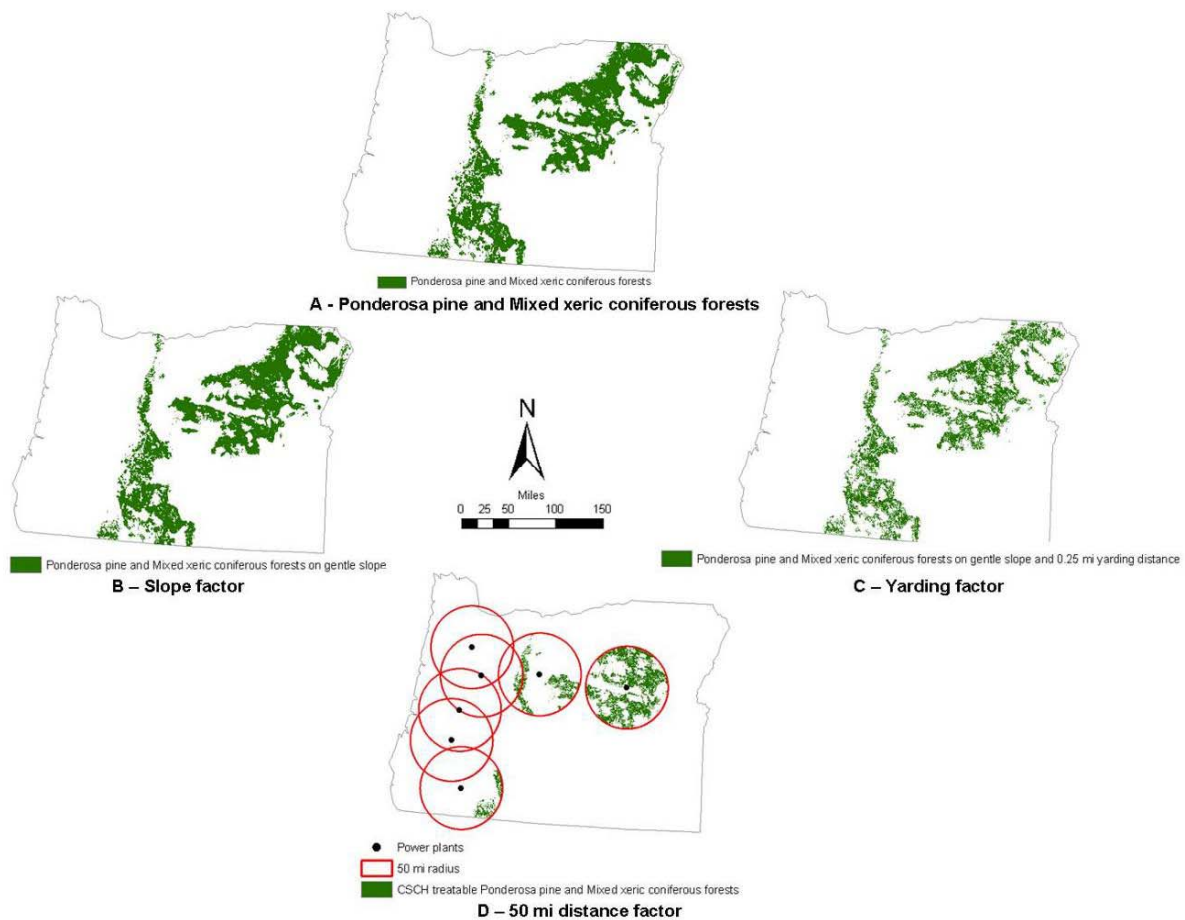 Ponderosa pine and Mixed xeric coniferous forests
A - Ponderosa pine and Mixed xeric coniferous forests
Ponderosa pine and Mixed xeric coniferous forests on gentle slope
B – Slope factor
N
Miles
0 25 50 100 150
Ponderosa pine and Mixed xeric coniferous forests on gentle slope and 0.25 mi yarding distance
C – Yarding factor
Power plants
50 mi radius
CSCH treatable Ponderosa pine and Mixed xeric coniferous forests
D – 50 mi distance factor